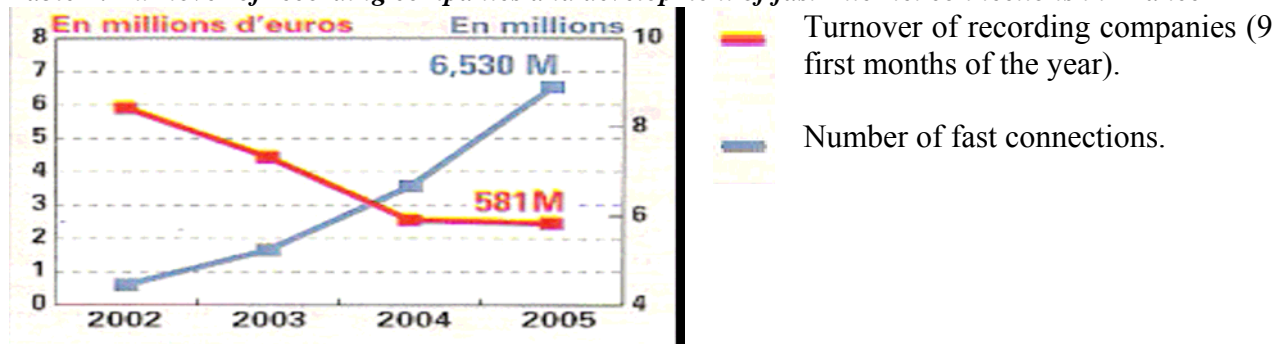 En millions d'euros En millions
8 10
7
6,530 M
6
5 8
4
3 581 M 6
2
1
0 4
2002 2003 2004 2005
Turnover of recording companies (9
first months of the year).
Number of fast connections.